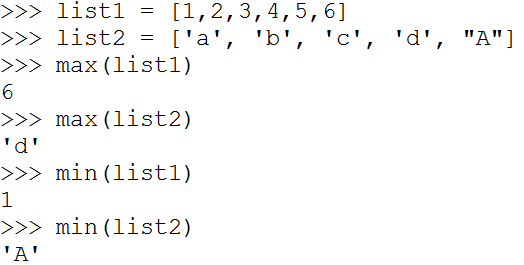 >>> list1 = [1,2,3,4,5,6]
>>> list2 = ['a', 'b', 'c', 'd', "A"]
>>> max(list1)
6
>>> max(list2)
'd'
>>> min(list1)
1
>>> min(list2)
'A'